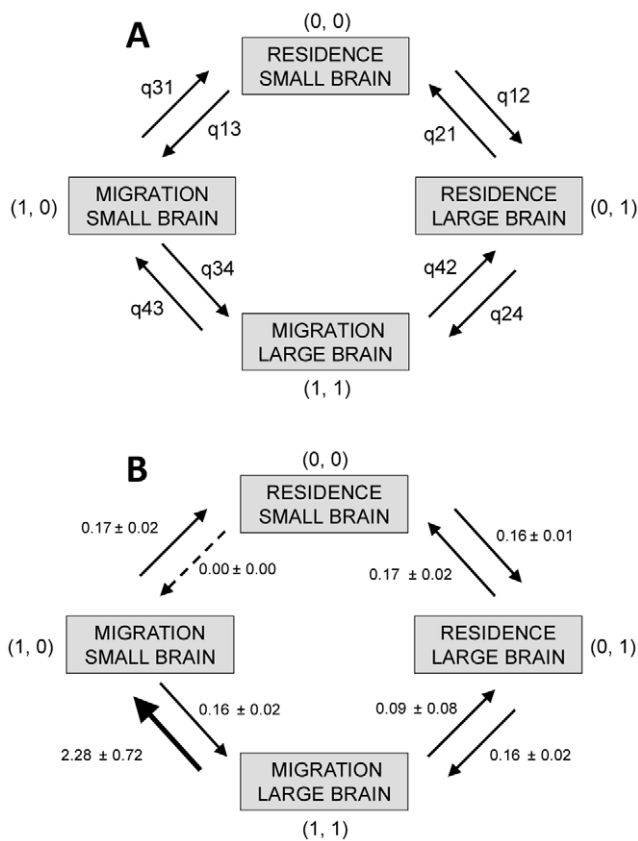 A
(0, 0)
RESIDENCE
SMALL BRAIN
q31
q13
q12
q21
(1, 0)
MIGRATION
SMALL BRAIN
RESIDENCE
LARGE BRAIN
(0, 1)
q34
q43
q42
q24
MIGRATION
LARGE BRAIN
(1, 1)
B
(0, 0)
RESIDENCE
SMALL BRAIN
0.17 ± 0.02
0.00 ± 0.00
0.16 ± 0.01
0.17 ± 0.02
(1, 0)
MIGRATION
SMALL BRAIN
RESIDENCE
LARGE BRAIN
(0, 1)
0.16 ± 0.02
2.28 ± 0.72
0.09 ± 0.08
0.16 ± 0.02
MIGRATION
LARGE BRAIN
(1, 1)